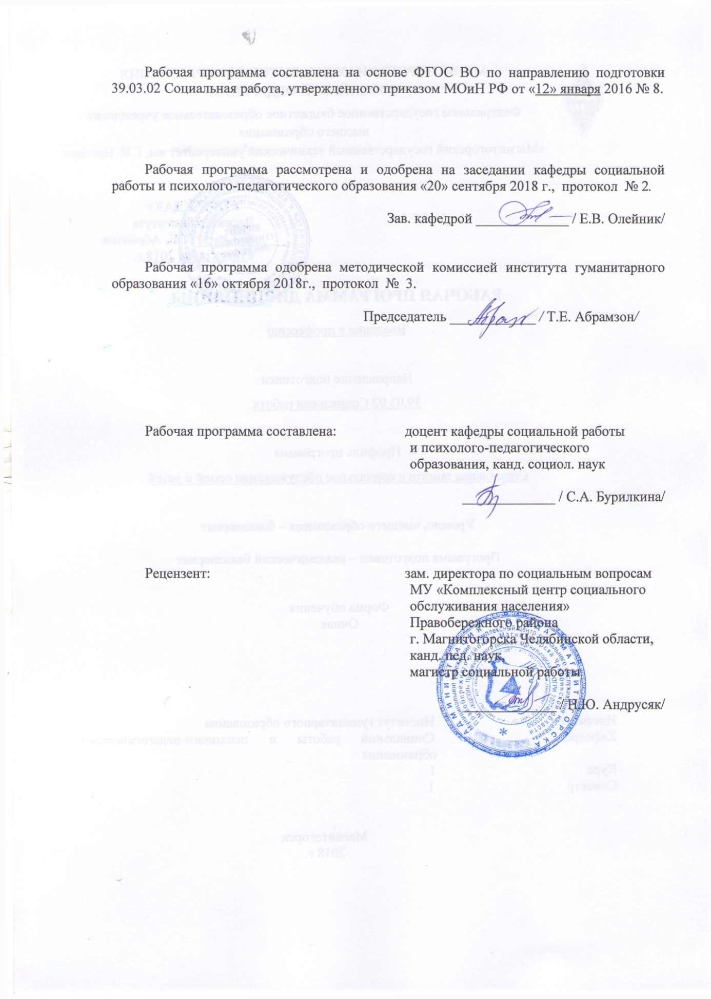 Рабочая программа составлена на основе ФГОС ВО по направлению подготовки
39.03.02 Социальная работа, утвержденного приказом МОиН РФ от «12» января 2016 № 8.
Рабочая программа рассмотрена и одобрена на заседании кафедры социальной
работы и психолого-педагогического образования «20» сентября 2018 г., протокол № 2.
Зав. кафедрой ______________/ Е.В. Олейник/
Рабочая программа одобрена методической комиссией института гуманитарного
образования «16» октября 2018г., протокол № 3.
Председатель _____________ / Т.Е. Абрамзон/
Рабочая программа составлена:
доцент кафедры социальной работы
и психолого-педагогического
образования, канд. социол. наук
______________ / С.А. Бурилкина/
Рецензент:
зам. директора по социальным вопросам
МУ «Комплексный центр социального
обслуживания населения»
Правобережного района
г. Магнитогорска Челябинской области,
канд. пед. наук,
магистр социальной работы
______________ / Н.Ю. Андрусяк/
АДМИНИСТРАЦИЯ ГОРОДА МАГНИТОГОРСКА